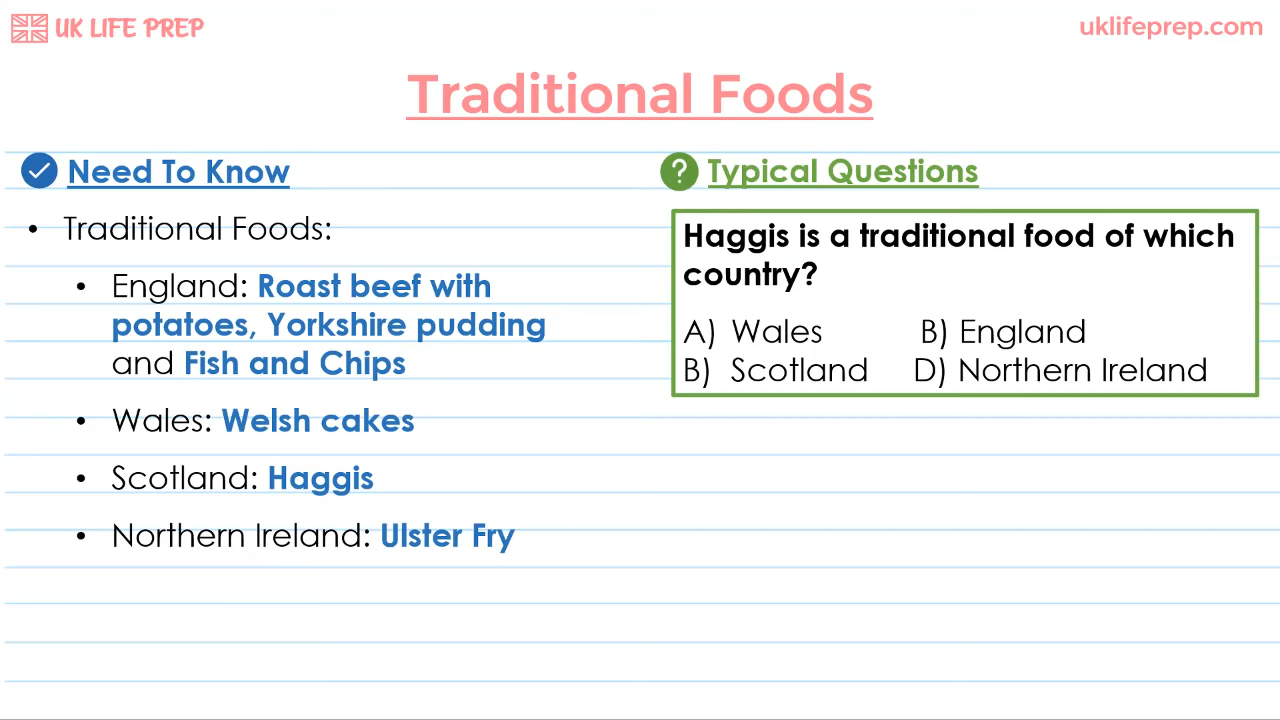 UK LIFE PREP
uklifeprep.com
Traditional Foods
Need To Know
• Traditional Foods:
• England: Roast beef with
potatoes, Yorkshire pudding
and Fish and Chips
• Wales: Welsh cakes
• Scotland: Haggis
• Northern Ireland: Ulster Fry
? Typical Questions
Haggis is a traditional food of which
country?
A) Wales B) England
B) Scotland D) Northern Ireland